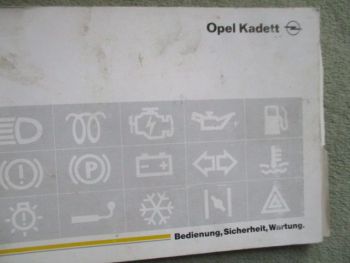 Opel Kadett
Bedienung, Sicherheit, Wartung.